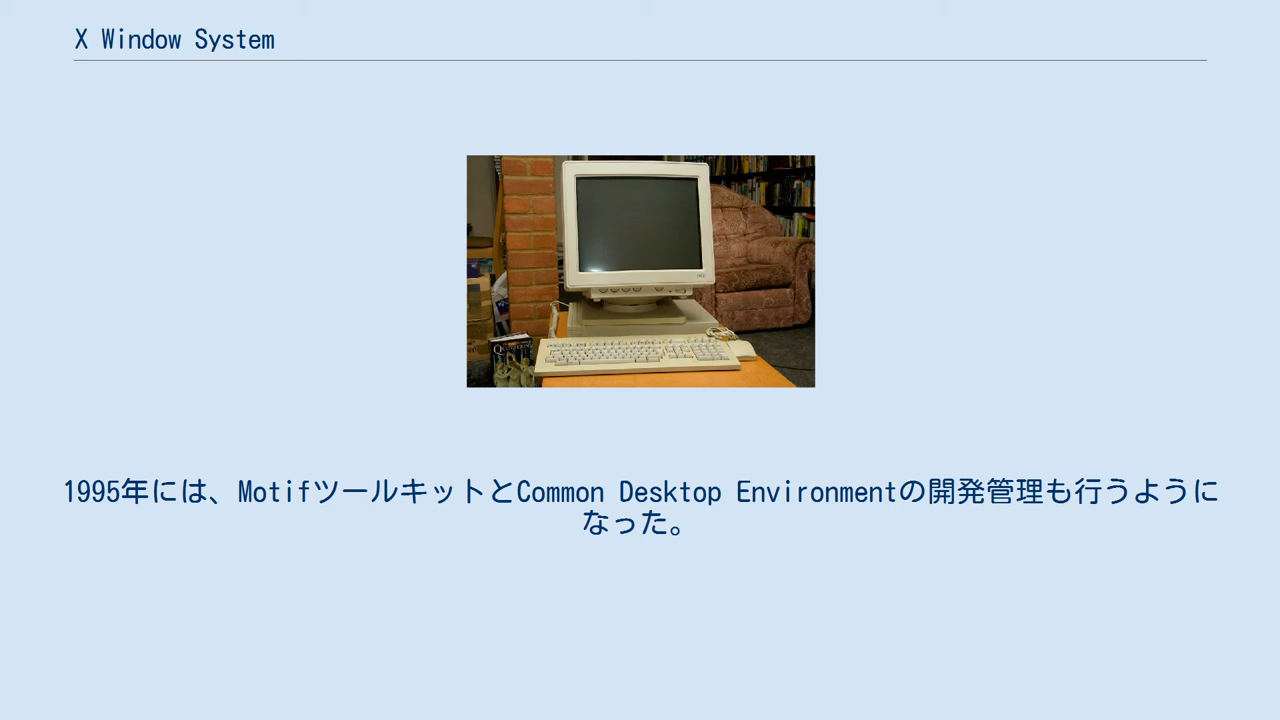 X Window System
1995年には、MotifツールキットとCommon Desktop Environmentの開発管理も行うように
なった。